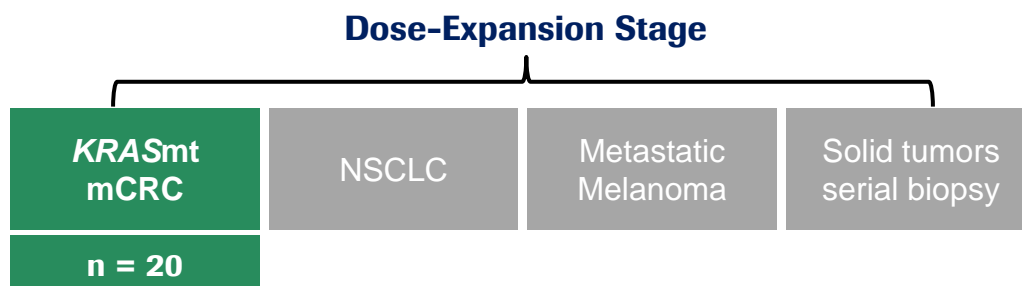 Dose-Expansion Stage
KRASmt
mCRC
NSCLC
Metastatic
Melanoma
Solid tumors
serial biopsy
n = 20